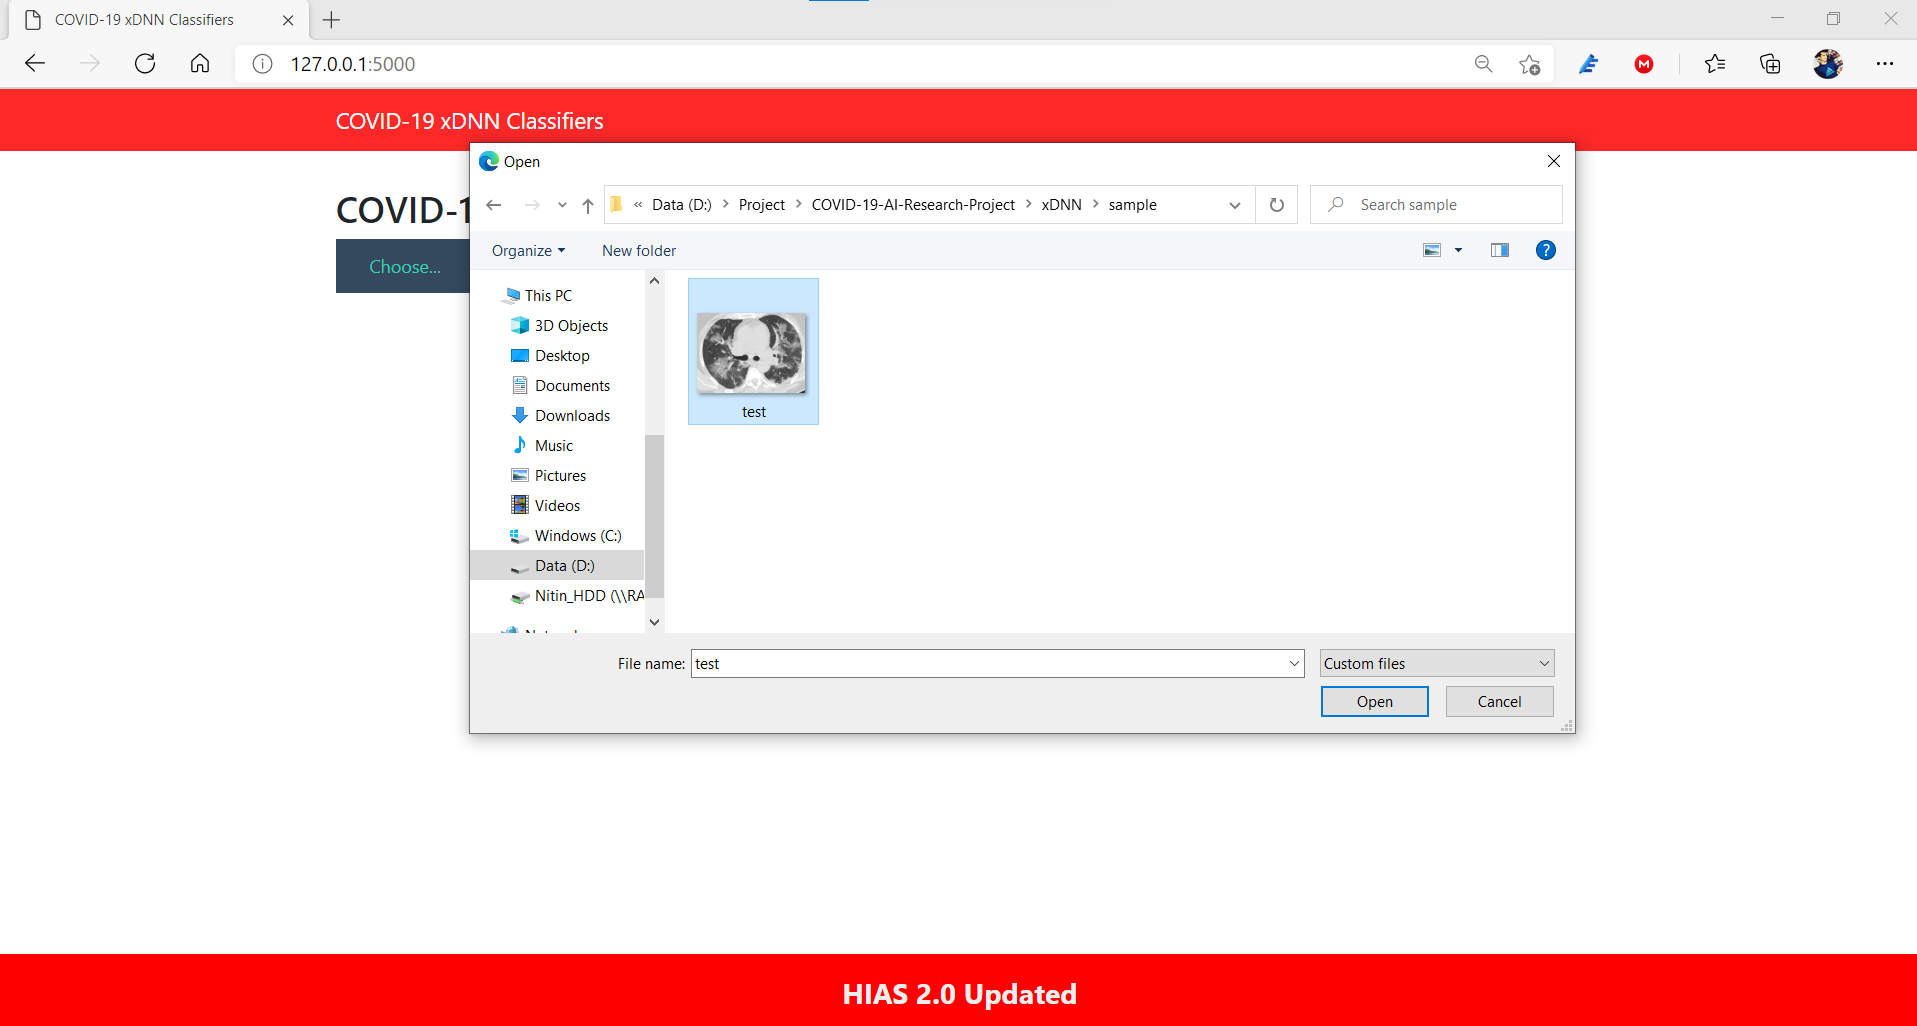 COVID-19 xDNN Classifiers
127.0.0.1:5000
M
COVID-19 xDNN Classifiers
Open
« Data (D:) > Project > COVID-19-AI-Research-Project > xDNN > sample
Search sample
COVID-1
Organize
New folder
?
Choose...
This PC
3D Objects
Desktop
Documents
Downloads
Music
Pictures
Videos
Windows (C:)
Data (D:)
Nitin_HDD (\\RA
test
File name: test
Custom files
Open
Cancel
HIAS 2.0 Updated